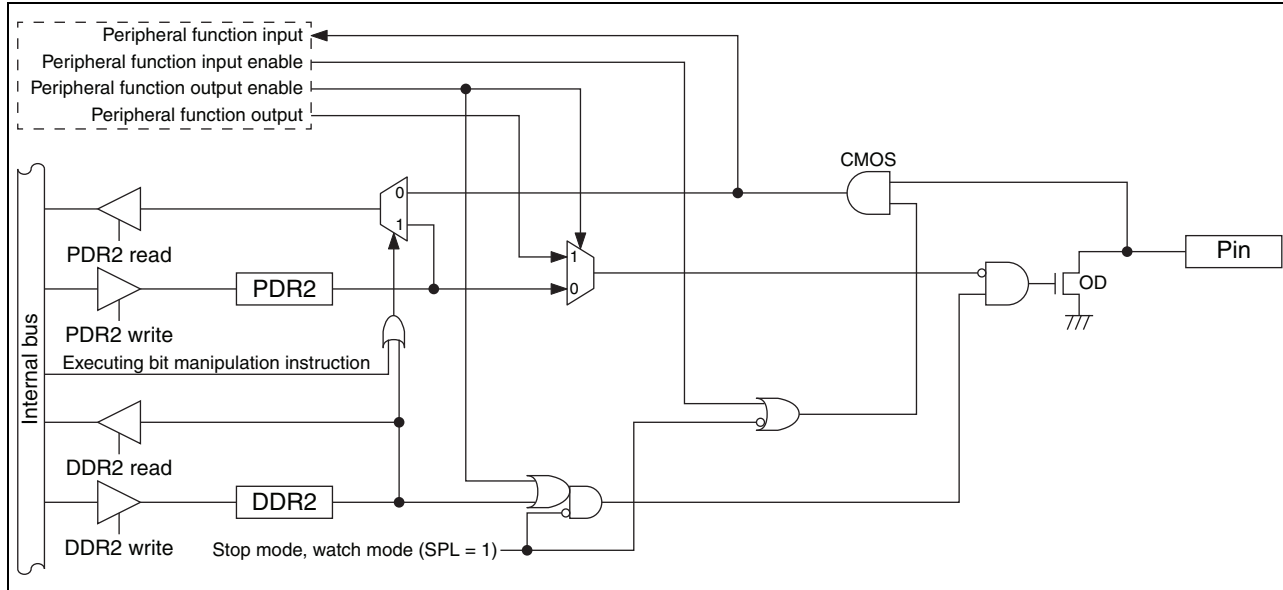 Peripheral function input
Peripheral function input enable
Peripheral function output enable
Peripheral function output
CMOS
0
1
PDR2 read
1
0
Pin
OD
PDR2
PDR2 write
Executing bit manipulation instruction
Internal bus
DDR2 read
DDR2
DDR2 write
Stop mode, watch mode (SPL = 1)